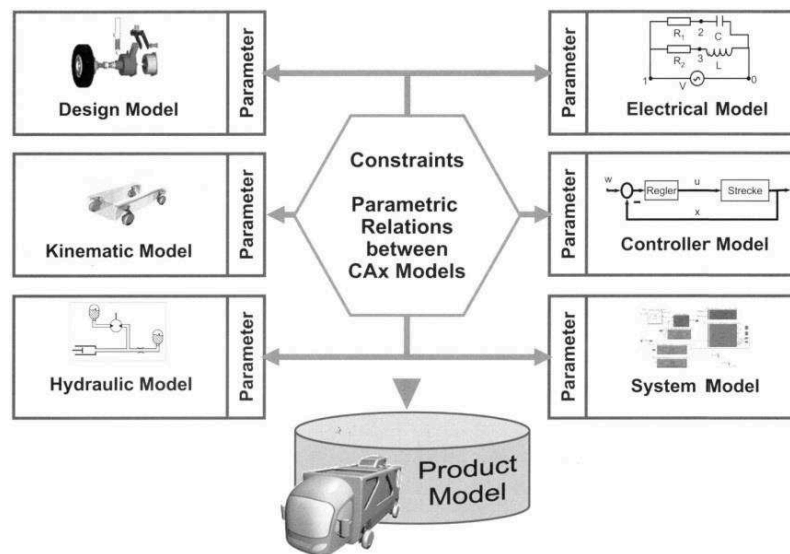 R1
2
C
R2
3
L
1
V
0
Design Model
Parameter
Parameter
Electrical Model
Constraints
Parametric
Relations
between
CAx Models
Kinematic Model
Parameter
Parameter
w
Regler
u
Strecke
x
Controller Model
Hydraulic Model
Parameter
Parameter
System Model
Product
Model